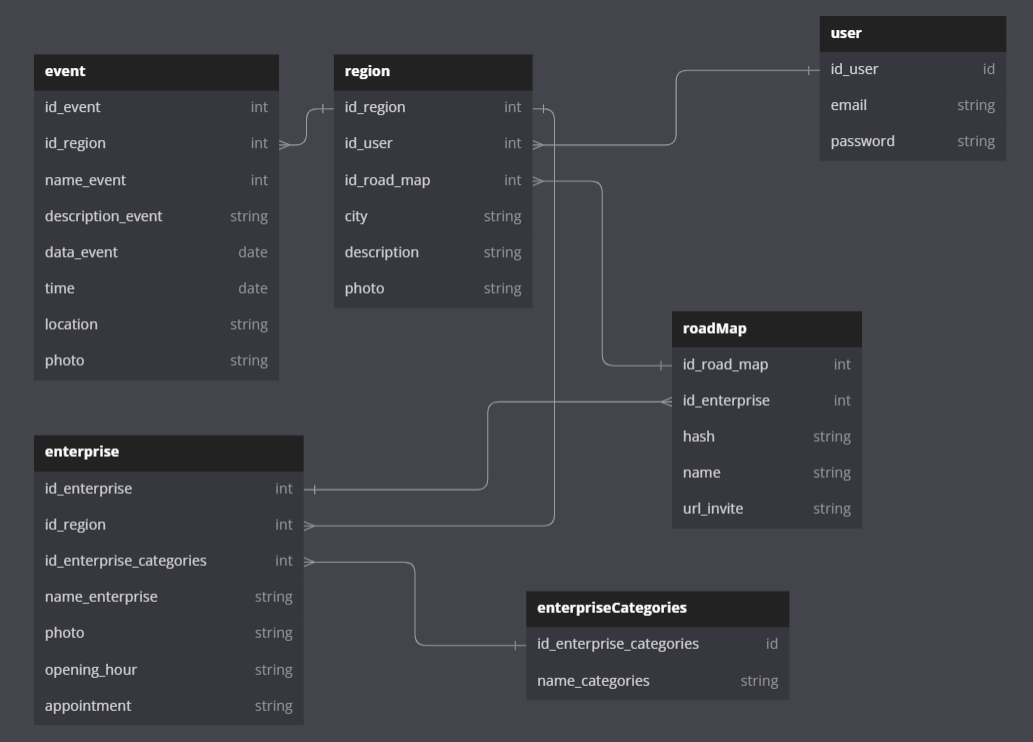 event
id_event int
id_region int
name_event int
description_event string
data_event date
time date
location string
photo string
region
id_region int
id_user int
id_road_map int
city string
description string
photo string
user
id_user id
email string
password string
roadMap
id_road_map int
id_enterprise int
hash string
name string
url_invite string
enterprise
id_enterprise int
id_region int
id_enterprise_categories int
name_enterprise string
photo string
opening_hour string
appointment string
enterpriseCategories
id_enterprise_categories id
name_categories string